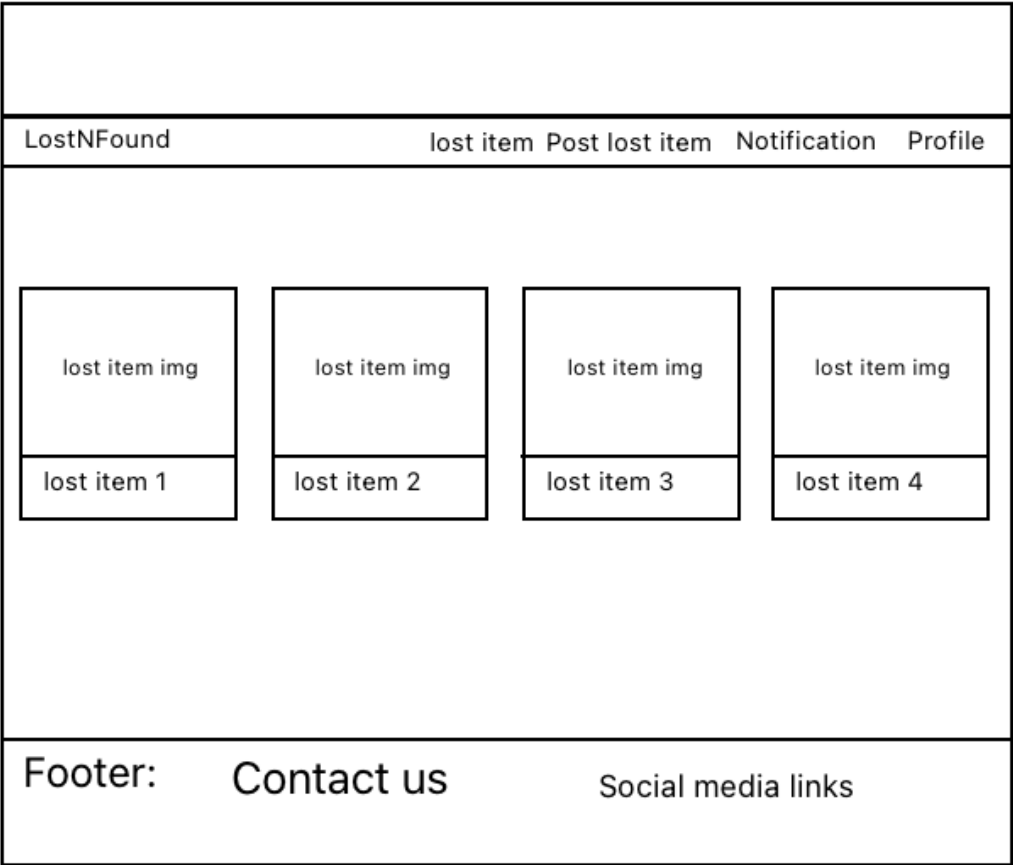 LostNFound lost item Post lost item Notification Profile
lost item img lost item img lost item img lost item img
lost item 1 lost item 2 lost item 3 lost item 4
Footer: Contact us Social media links